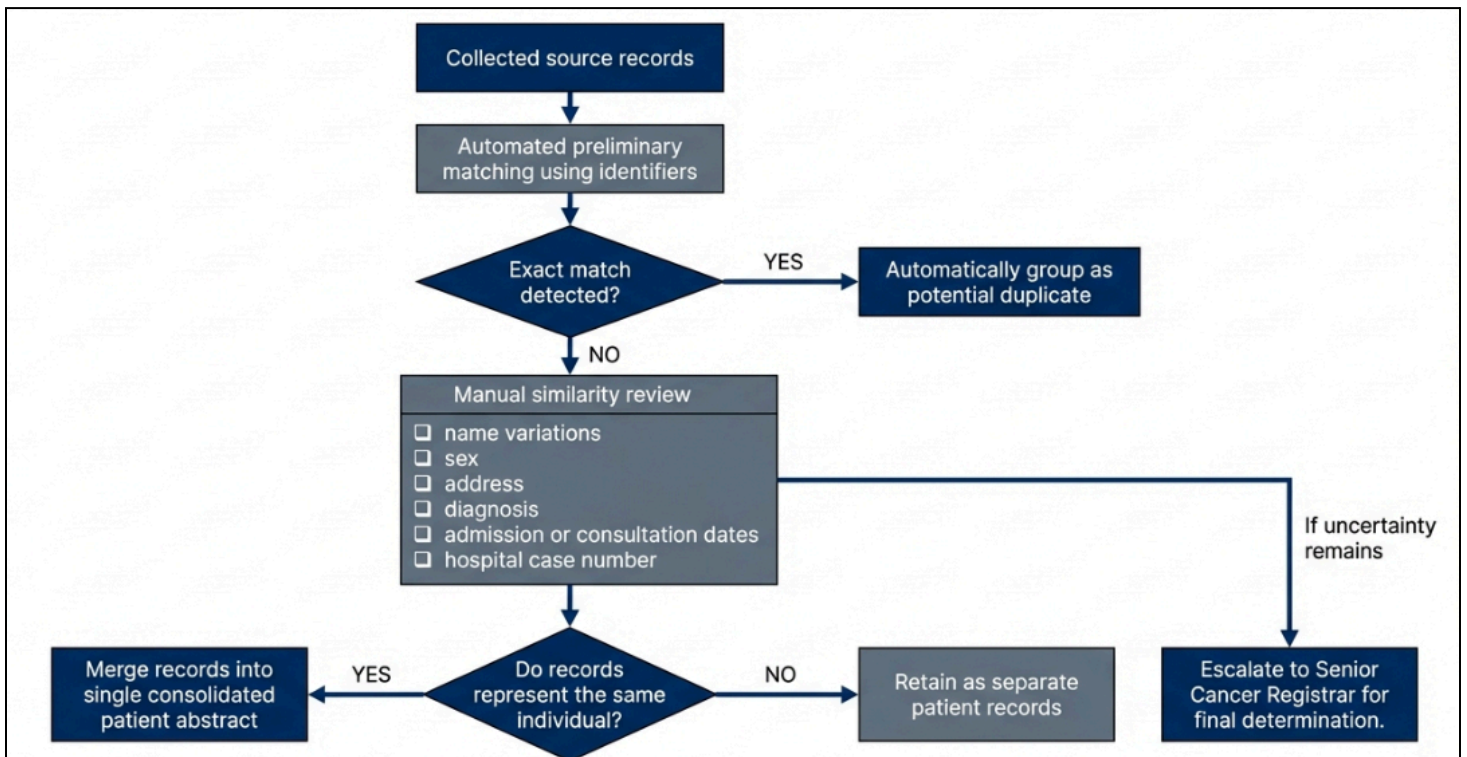 Collected source records
Automated preliminary
matching using identifiers
Exact match
detected?
YES
Automatically group as
potential duplicate
NO
Manual similarity review
name variations
sex
address
diagnosis
admission or consultation dates
hospital case number
If uncertainty
remains
Merge records into
single consolidated
patient abstract
YES
Do records
represent the same
individual?
NO
Retain as separate
patient records
Escalate to Senior
Cancer Registrar for
final determination.